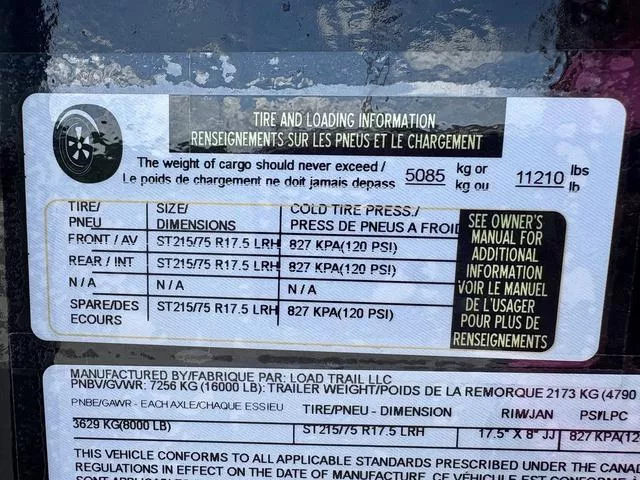 TIRE AND LOADING INFORMATION
RENSEIGNEMENTS SUR LES PNEUS ET LE CHARGEMENT
The weight of cargo should never exceed / 5085 kg or 11210 lbs
Le poids de chargement ne doit jamais depass kg ou lb
TIRE/ SIZE/ COLD TIRE PRESS./
PNEU DIMENSIONS PRESS DE PNEUS A FROID
FRONT / AV ST215/75 R17.5 LRH 827 KPA(120 PSI)
REAR / INT ST215/75 R17.5 LRH 827 KPA(120 PSI)
N / A N / A N / A
SPARE/DES ST215/75 R17.5 LRH 827 KPA(120 PSI)
ECOURS
SEE OWNER'S
MANUAL FOR
ADDITIONAL
INFORMATION
VOIR LE MANUEL
DE L'USAGER
POUR PLUS DE
RENSEIGNEMENTS
MANUFACTURED BY/FABRIQUE PAR: LOAD TRAIL LLC
PNBV/GVWR: 7256 KG (16000 LB): TRAILER WEIGHT/POIDS DE LA REMORQUE 2173 KG (4790
PNBE/GAWR - EACH AXLE/CHAQUE ESSIEU TIRE/PNEU - DIMENSION RIM/JAN PSI/LPC
3629 KG(8000 LB) ST215/75 R17.5 LRH 17.5" X 8" JJ 827 KPA(12
THIS VEHICLE CONFORMS TO ALL APPLICABLE STANDARDS PRESCRIBED UNDER THE CANADA
REGULATIONS IN EFFECT ON THE DATE OF MANUFACTURE. CE VÉHICULE EST CONFORME